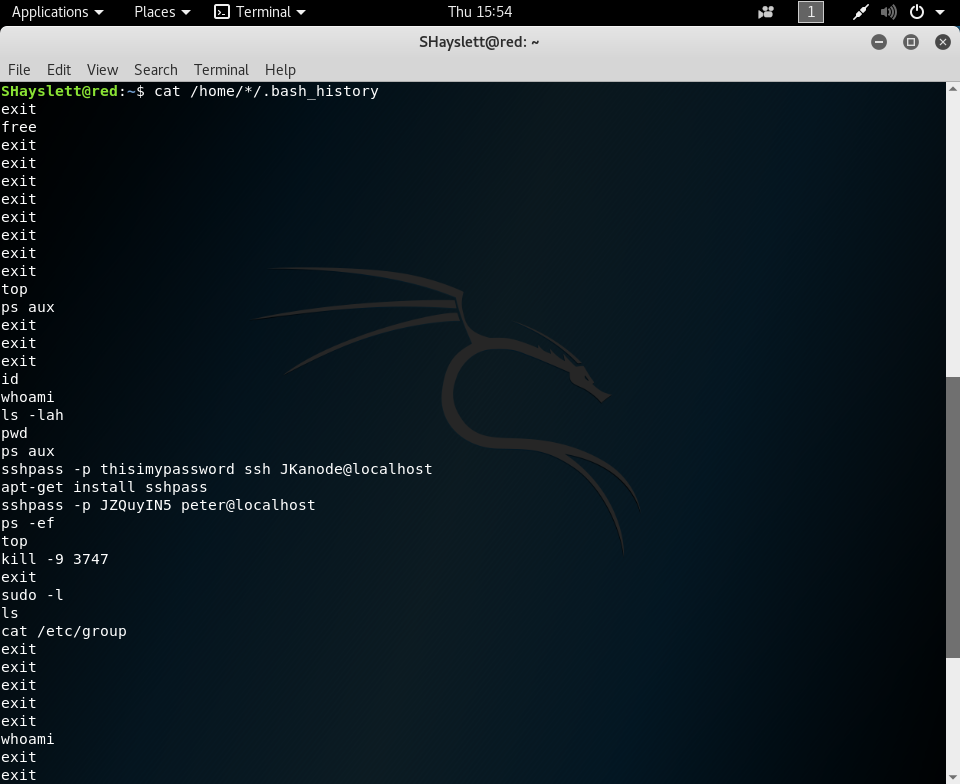 Applications Places Terminal Thu 15:54 1
SHayslett@red: ~
File Edit View Search Terminal Help
SHayslett@red:~$ cat /home/*/.bash_history
exit
free
exit
exit
exit
exit
exit
exit
exit
exit
top
ps aux
exit
exit
exit
id
whoami
ls -lah
pwd
ps aux
sshpass -p thisimypassword ssh JKanode@localhost
apt-get install sshpass
sshpass -p JZQuyIN5 peter@localhost
ps -ef
top
kill -9 3747
exit
sudo -l
ls
cat /etc/group
exit
exit
exit
exit
exit
whoami
exit
exit